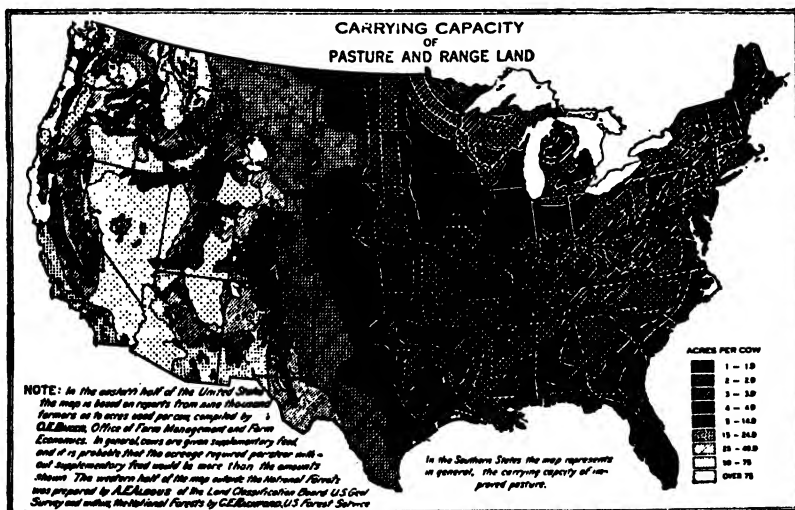 CARRYING CAPACITY
OF
PASTURE AND RANGE LAND
ACRES PER COW
1 - 1.9
2 - 2.9
3 - 3.9
4 - 4.9
5 - 14.9
15 - 24.9
25 - 49.9
50 - 75
OVER 75
NOTE: In the eastern half of the United States
the map is based on reports from nine thousand
farmers as to acres used per cow, compiled by
O.E. BAKER, Office of Farm Management and Farm
Economics. In general, cows are given supplementary feed,
and it is probable that the acreage required per steer with-
out supplementary feed would be more than the amounts
shown. The western half of the map outside the National Forests
was prepared by A.E. ALDOUS of the Land Classification Board U.S. Geol
Survey and within the National Forests by C.E. U.S. Forest Service
In the Southern States the map represents
in general, the carrying capacity of im-
proved pasture.